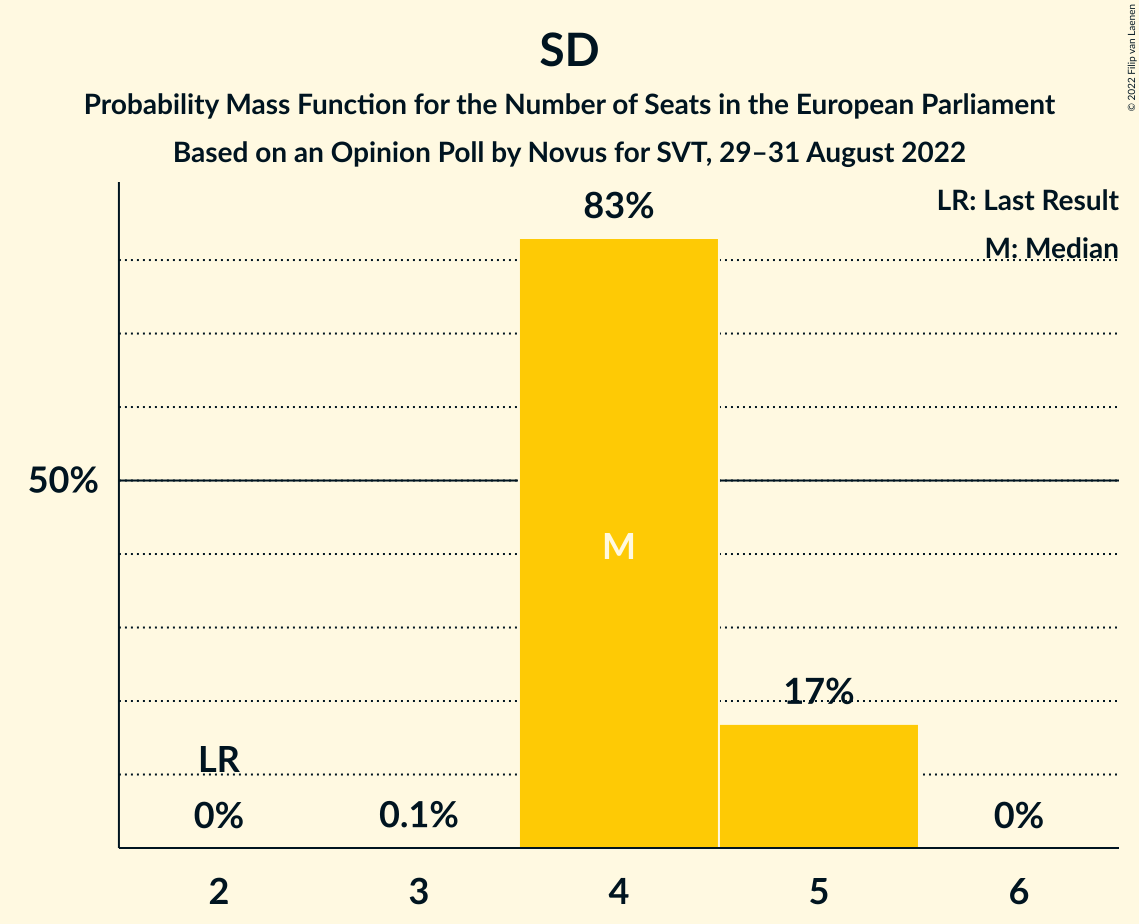 SD
Probability Mass Function for the Number of Seats in the European Parliament
Based on an Opinion Poll by Novus for SVT, 29–31 August 2022
© 2022 Filip van Laenen
LR: Last Result
M: Median
83%
50%
M
17%
LR
0%
0.1%
0%
2
3
4
5
6